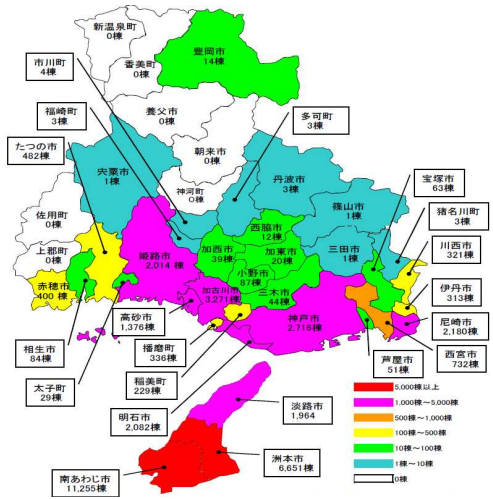 新温泉町
0棟
豊岡市
14棟
香美町
0棟
市川町
4棟
福崎町
3棟
養父市
0棟
多可町
3棟
たつの市
482棟
朝来市
0棟
宍粟市
1棟
丹波市
3棟
宝塚市
63棟
神河町
0棟
篠山市
1棟
猪名川町
3棟
佐用町
0棟
西脇市
12棟
川西市
321棟
上郡町
0棟
姫路市
2,014棟
加西市
39棟
加東市
20棟
三田市
1棟
小野市
87棟
伊丹市
313棟
赤穂市
400棟
加古川市
3,271棟
三木市
44棟
神戸市
2,716棟
高砂市
1,376棟
尼崎市
2,180棟
相生市
84棟
播磨町
336棟
西宮市
732棟
芦屋市
51棟
太子町
29棟
稲美町
229棟
明石市
2,082棟
淡路市
1,964
洲本市
6,651棟
南あわじ市
11,255棟
5,000棟以上
1,000棟～5,000棟
500棟～1,000棟
100棟～500棟
10棟～100棟
1棟～10棟
0棟